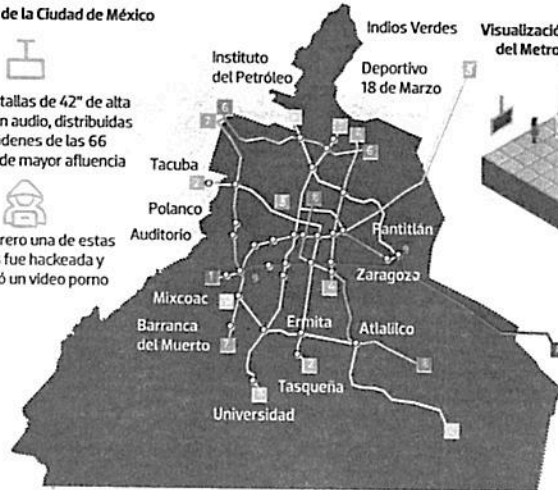 de la Ciudad de México
tallas de 42" de alta
n audio, distribuidas
denes de las 66
de mayor afluencia
rero una de estas
s fue hackeada y
ó un video porno
Indios Verdes
Instituto
del Petróleo
Deportivo
18 de Marzo
Visualizació
del Metro
Tacuba
Polanco
Auditorio
Pantitlán
Zaragoza
Mixcoac
Barranca
del Muerto
Ermita
Atlalilco
Tasqueña
Universidad